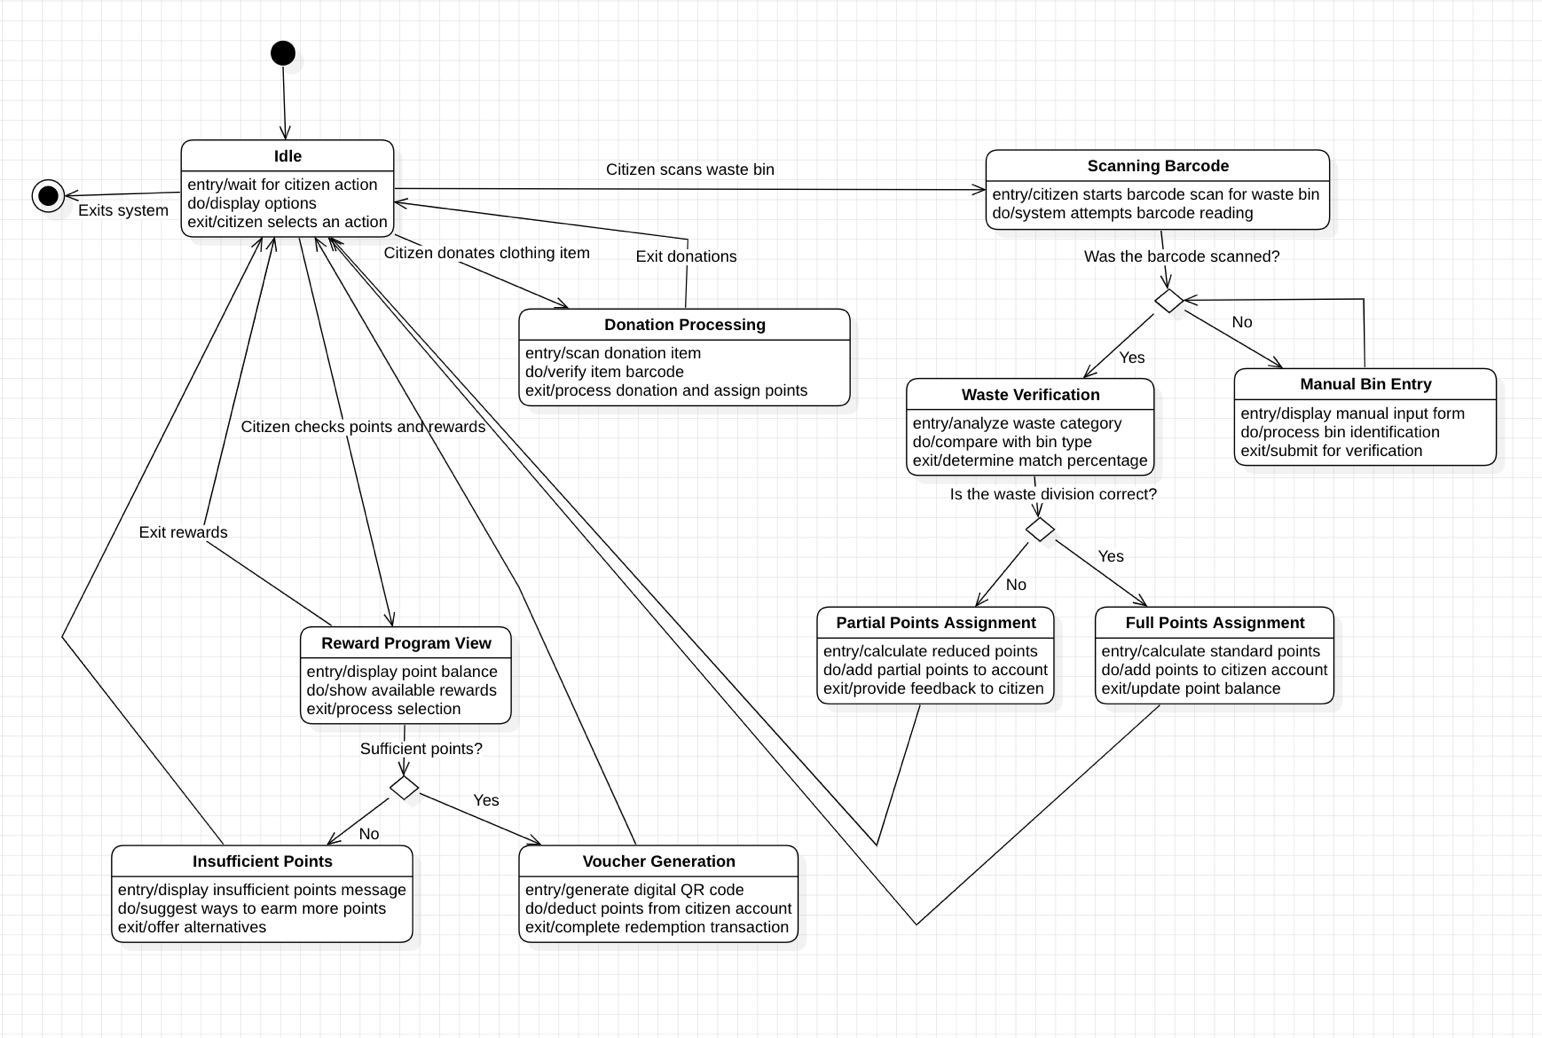 Idle
entry/wait for citizen action
do/display options
exit/citizen selects an action
Exits system
Citizen scans waste bin
Scanning Barcode
entry/citizen starts barcode scan for waste bin
do/system attempts barcode reading
Citizen donates clothing item
Exit donations
Was the barcode scanned?
Donation Processing
entry/scan donation item
do/verify item barcode
exit/process donation and assign points
No
Yes
Waste Verification
entry/analyze waste category
do/compare with bin type
exit/determine match percentage
Manual Bin Entry
entry/display manual input form
do/process bin identification
exit/submit for verification
Citizen checks points and rewards
Is the waste division correct?
Exit rewards
Yes
No
Partial Points Assignment
entry/calculate reduced points
do/add partial points to account
exit/provide feedback to citizen
Full Points Assignment
entry/calculate standard points
do/add points to citizen account
exit/update point balance
Reward Program View
entry/display point balance
do/show available rewards
exit/process selection
Sufficient points?
Yes
No
Insufficient Points
entry/display insufficient points message
do/suggest ways to earm more points
exit/offer alternatives
Voucher Generation
entry/generate digital QR code
do/deduct points from citizen account
exit/complete redemption transaction